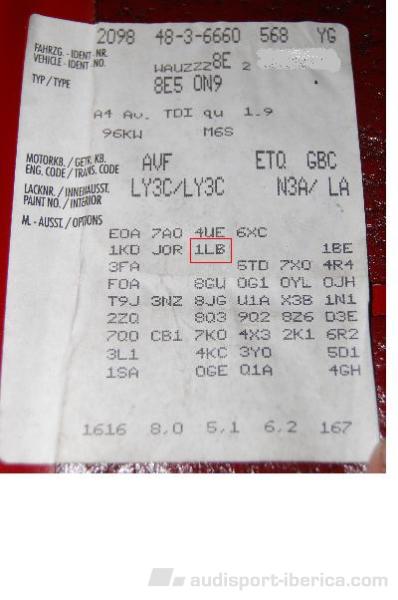 2098 48-3-6660 568 YG
FAHRZG.-IDENT-NR.
VEHICLE-IDENT-NO.
WAUZZZ8E 2
TYP/TYPE
8E5 0N9
A4 Av. TDI qu 1.9
96KW M6S
MOTORKB./GETR.KB.
ENG. CODE/TRANS. CODE
AVF ETQ GBC
LACKNR./INNENAUSST.
PAINT NO./INTERIOR
LY3C/LY3C N3A/ LA
M.-AUSST./OPTIONS
E0A 7A0 4UE 6XC
1KD J0R 1LB 1BE
3FA 5TD 7X0 4R4
F0A 8GU 0G1 0YL 0JH
T9J 3NZ 8JG U1A X3B 1N1
2ZQ 8Q3 9Q2 8Z6 D3E
7Q0 CB1 7K0 4X3 2K1 6R2
3L1 4KC 3Y0 5D1
1SA 0GE Q1A 4GH
1616 8,0 5,1 6,2 167
audisport-iberica.com